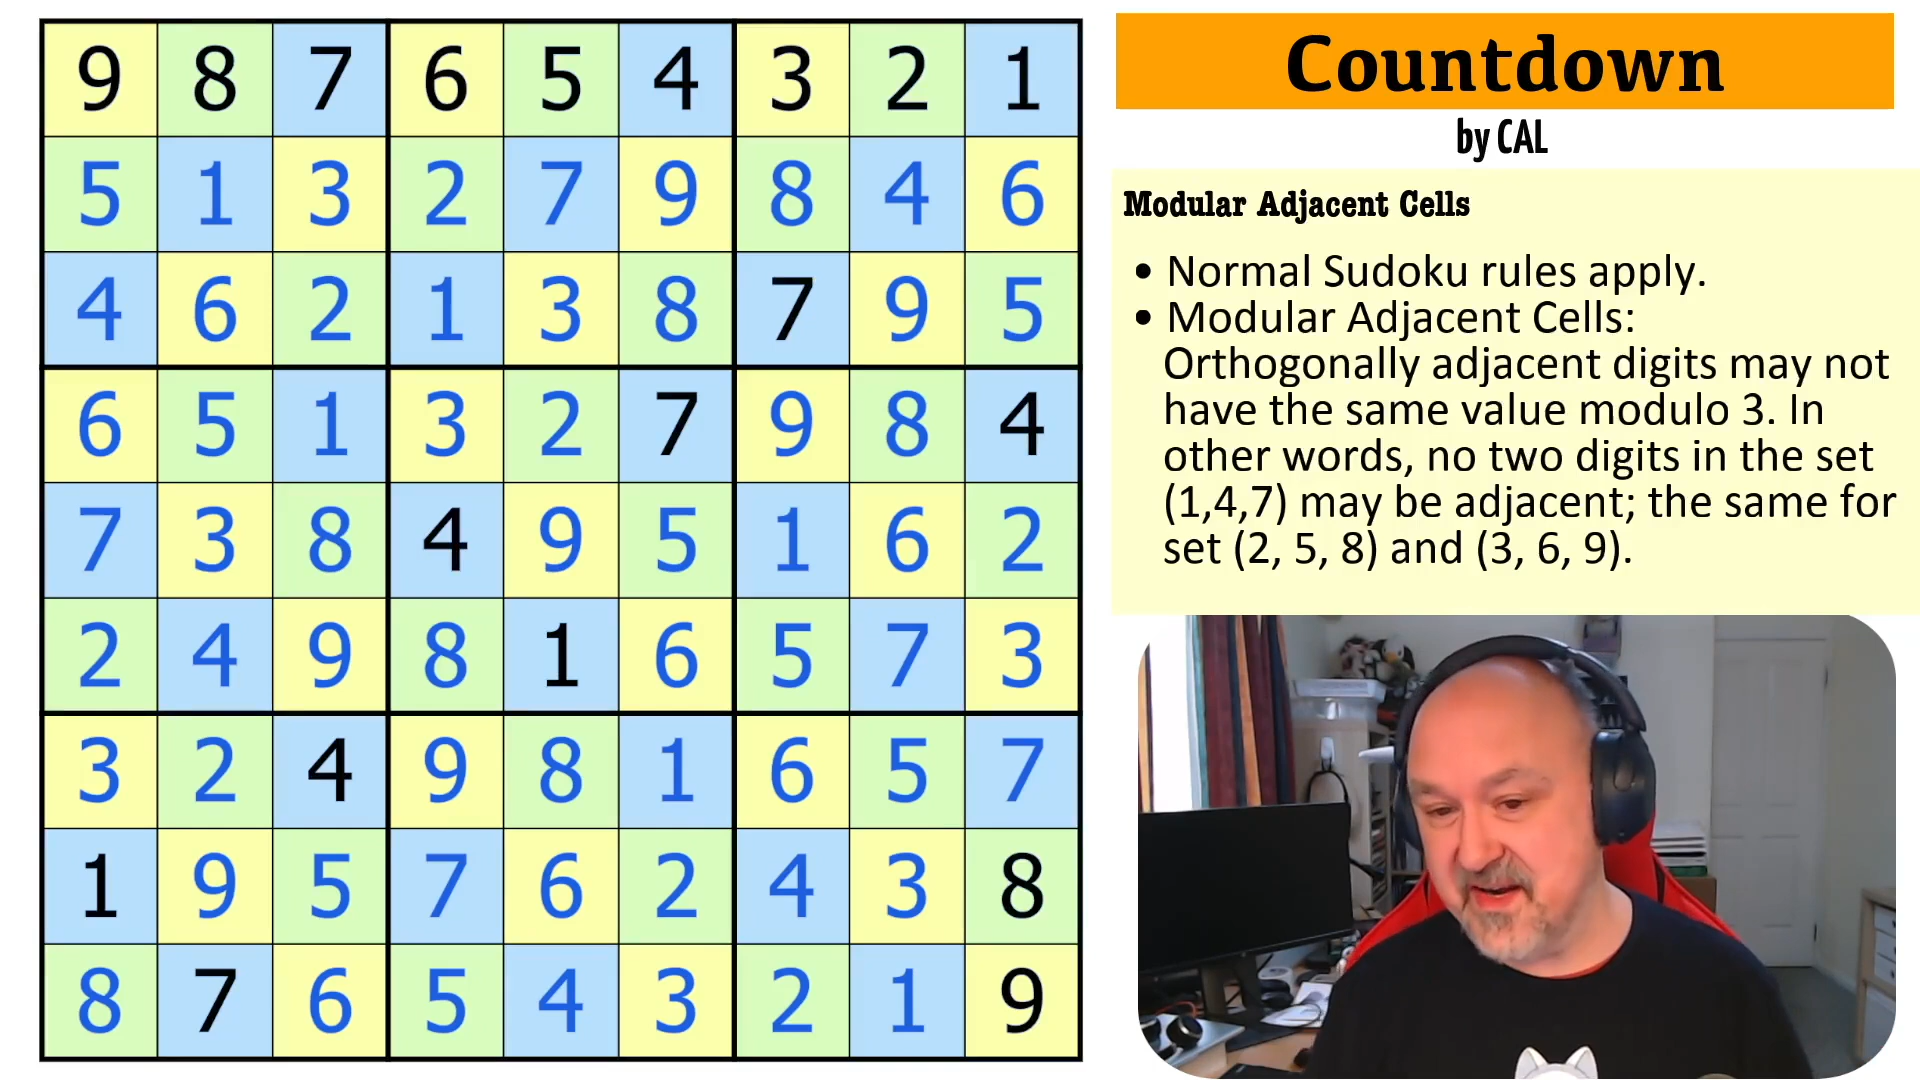 9 8 7 6 5 4 3 2 1
5 1 3 2 7 9 8 4 6
4 6 2 1 3 8 7 9 5
6 5 1 3 2 7 9 8 4
7 3 8 4 9 5 1 6 2
2 4 9 8 1 6 5 7 3
3 2 4 9 8 1 6 5 7
1 9 5 7 6 2 4 3 8
8 7 6 5 4 3 2 1 9
Countdown
by CAL
Modular Adjacent Cells
• Normal Sudoku rules apply.
• Modular Adjacent Cells:
Orthogonally adjacent digits may not
have the same value modulo 3. In
other words, no two digits in the set
(1,4,7) may be adjacent; the same for
set (2, 5, 8) and (3, 6, 9).